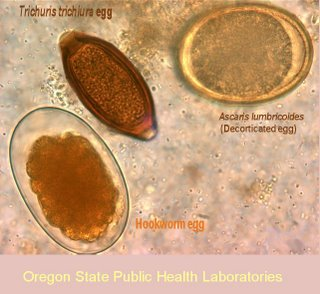 Trichuris trichiura egg
Ascaris lumbricoides
(Decorticated egg)
Hookworm egg
Oregon State Public Health Laboratories